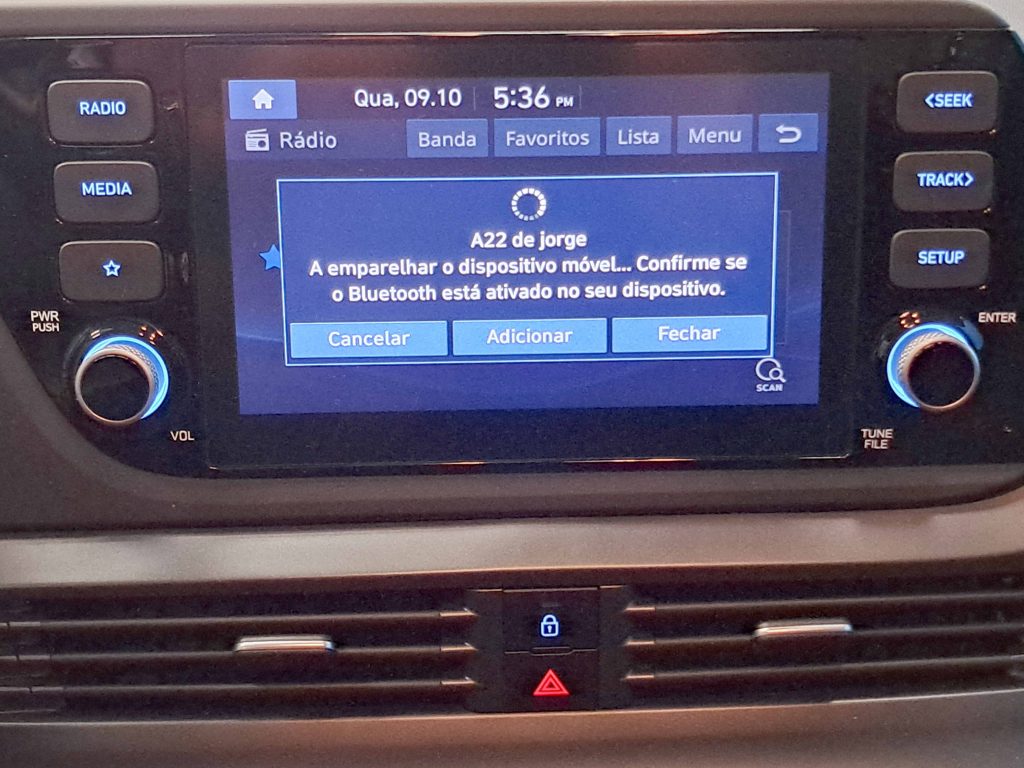 RADIO
MEDIA
PWR
PUSH
VOL
Qua, 09.10 5:36 PM
Rádio Banda Favoritos Lista Menu
A22 de jorge
A emparelhar o dispositivo móvel... Confirme se
o Bluetooth está ativado no seu dispositivo.
Cancelar Adicionar Fechar
SCAN
<SEEK
TRACK>
SETUP
ENTER
TUNE
FILE